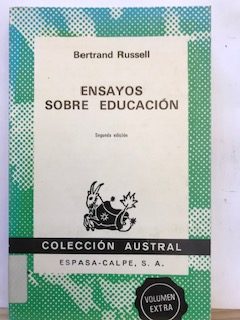 Bertrand Russell
ENSAYOS
SOBRE EDUCACIÓN
Segunda edición
COLECCIÓN AUSTRAL
ESPASA-CALPE, S. A.
VOLUMEN
EXTRA